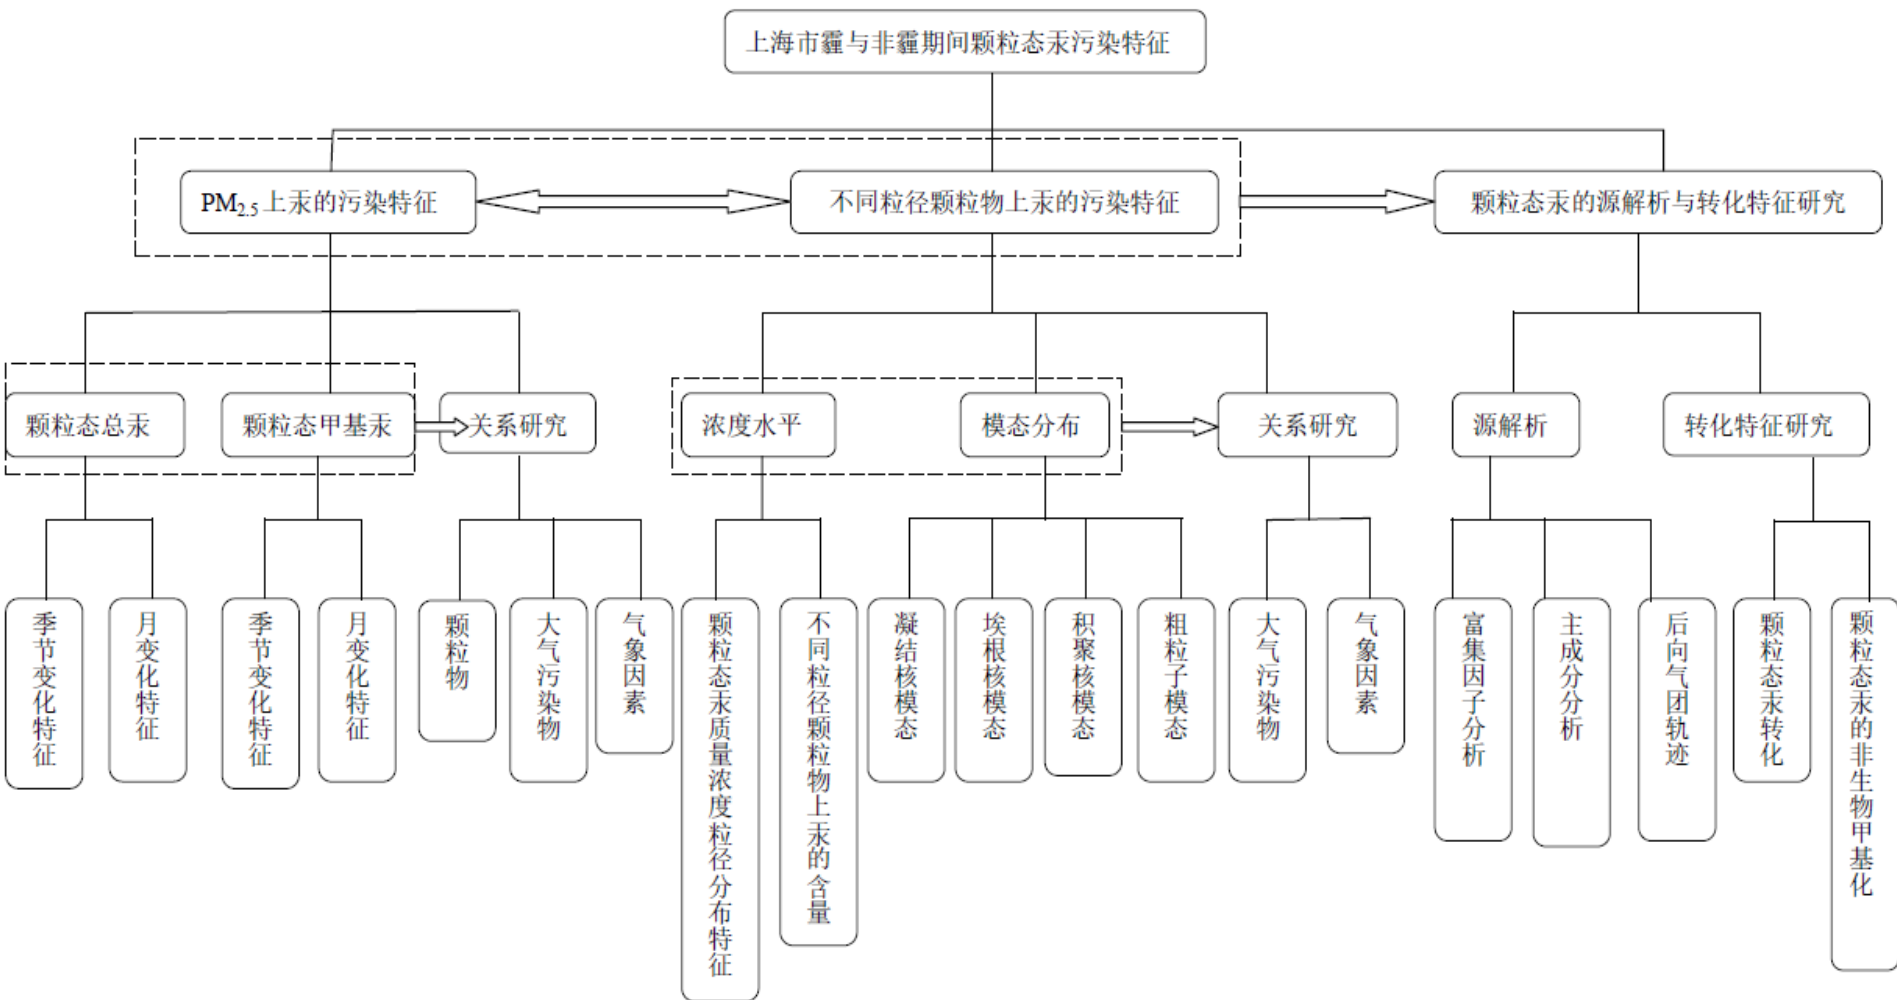 上海市霾与非霾期间颗粒态汞污染特征
PM2.5上汞的污染特征
不同粒径颗粒物上汞的污染特征
颗粒态汞的源解析与转化特征研究
颗粒态总汞
颗粒态甲基汞
关系研究
浓度水平
模态分布
关系研究
源解析
转化特征研究
季节变化特征
月变化特征
季节变化特征
月变化特征
颗粒物
大气污染物
气象因素
颗粒态汞质量浓度粒径分布特征
不同粒径颗粒物上汞的含量
凝结核模态
埃根核模态
积聚核模态
粗粒子模态
大气污染物
气象因素
富集因子分析
主成分分析
后向气团轨迹
颗粒态汞转化
颗粒态汞的非生物甲基化